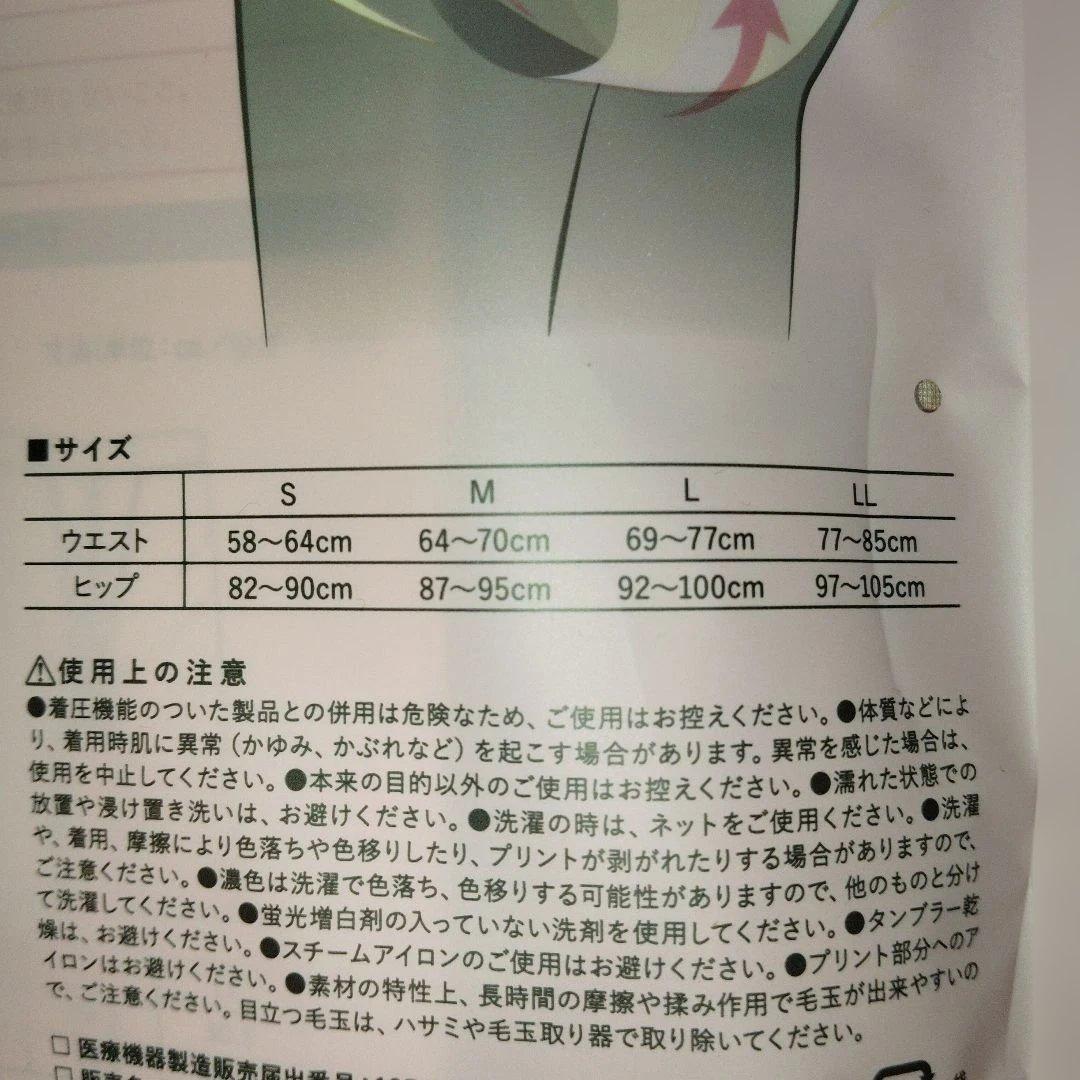 ■サイズ
S M L LL
ウエスト 58〜64cm 64〜70cm 69〜77cm 77〜85cm
ヒップ 82〜90cm 87〜95cm 92〜100cm 97〜105cm
⚠使用上の注意
●着圧機能のついた製品との併用は危険なため、ご使用はお控えください。●体質などによ
り、着用時肌に異常（かゆみ、かぶれなど）を起こす場合があります。異常を感じた場合は、
使用を中止してください。●本来の目的以外のご使用はお控えください。●濡れた状態での
放置や浸け置き洗いは、お避けください。●洗濯の時は、ネットをご使用ください。●洗濯
や、着用、摩擦により色落ちや色移りしたり、プリントが剥がれたりする場合がありますので、
ご注意ください。●濃色は洗濯で色落ち、色移りする可能性がありますので、他のものと分け
て洗濯してください。●蛍光増白剤の入っていない洗剤を使用してください。●タンブラー乾
燥は、お避けください。●スチームアイロンのご使用はお避けください。●プリント部分へのア
イロンはお避けください。●素材の特性上、長時間の摩擦や揉み作用で毛玉が出来やすいの
で、ご注意ください。目立つ毛玉は、ハサミや毛玉取り器で取り除いてください。
□ 医療機器製造販売届出番号